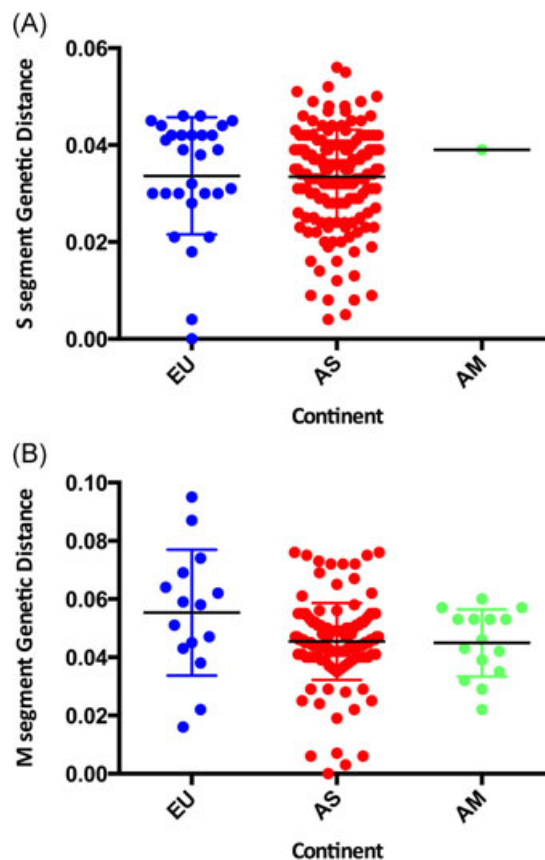 (A)
S segment Genetic Distance
0.06
0.04
0.02
0.00
EU
AS
AM
Continent
(B)
M segment Genetic Distance
0.10
0.08
0.06
0.04
0.02
0.00
EU
AS
AM
Continent